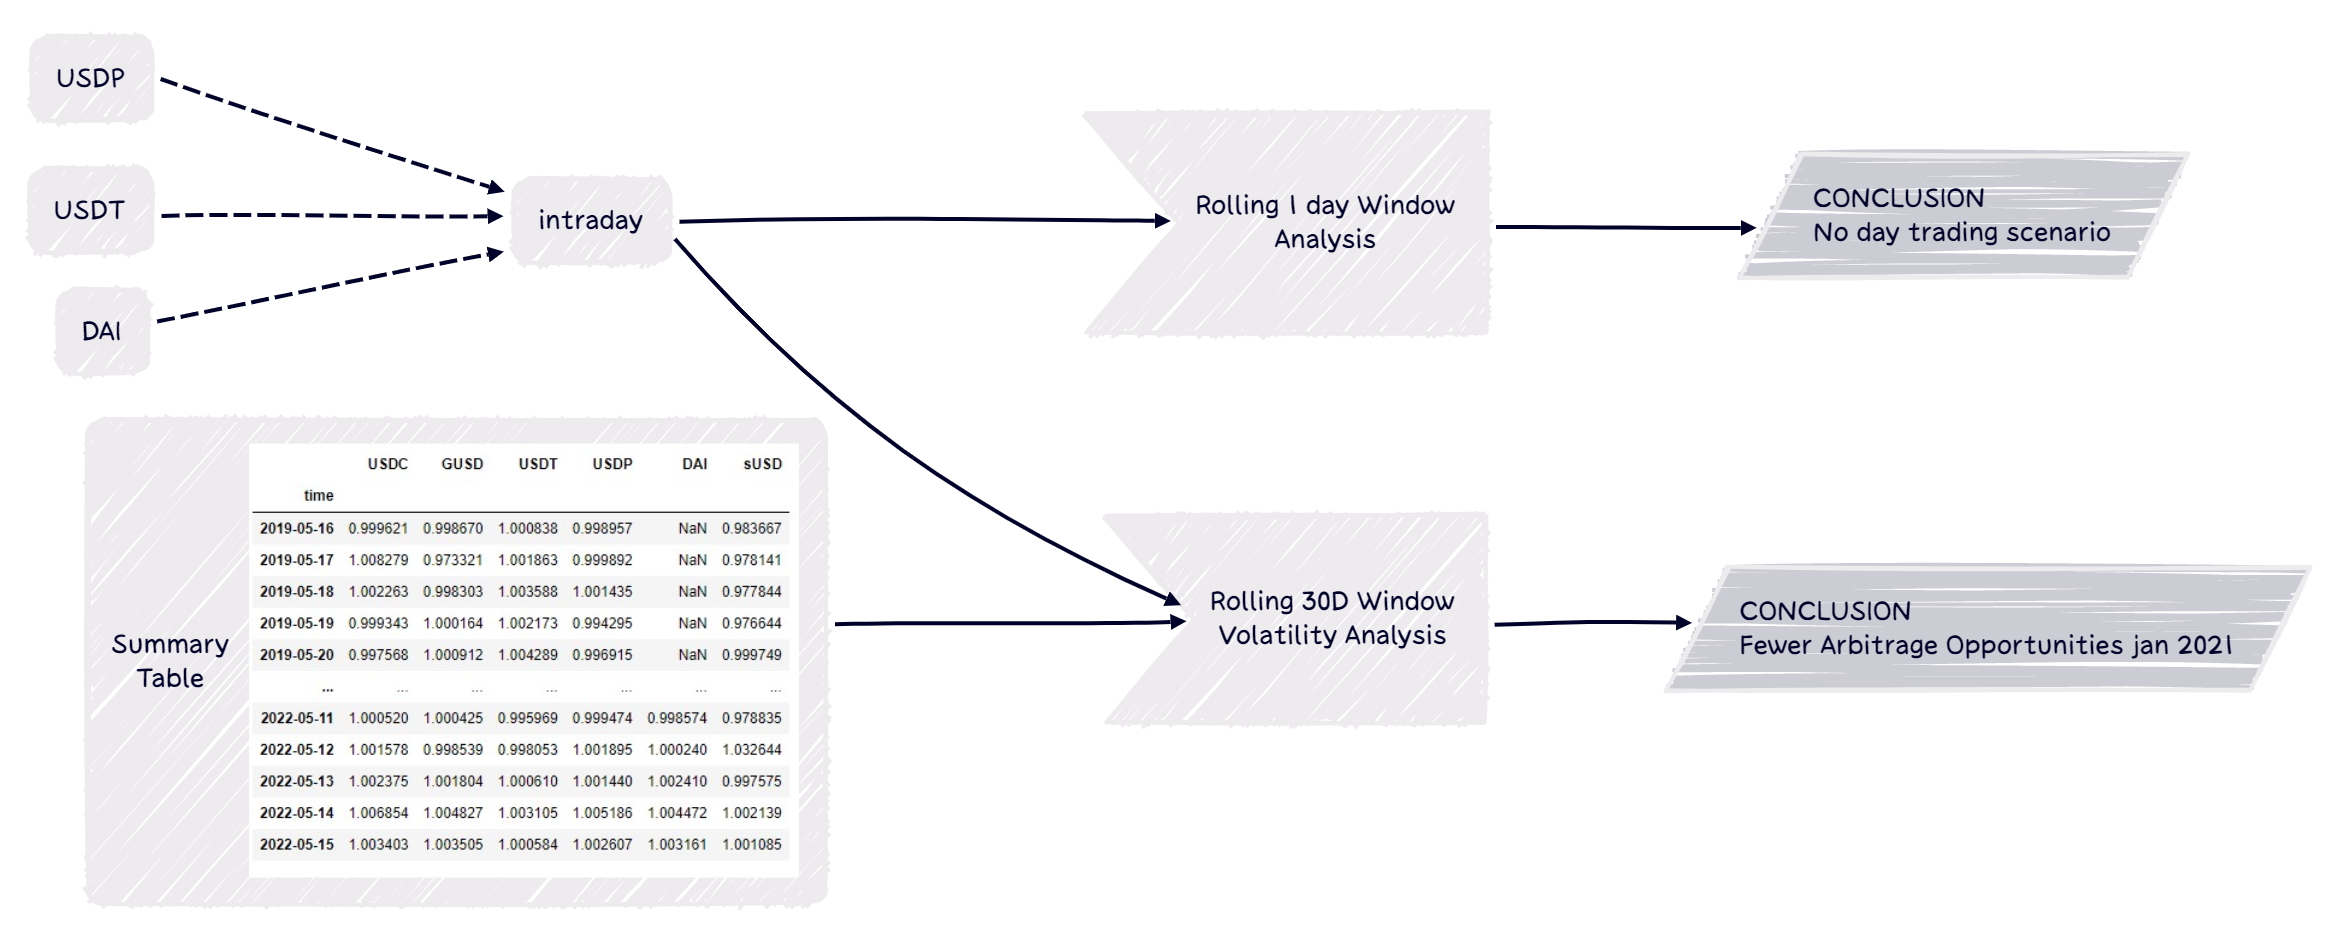 USDP
USDT
DAI
intraday
Rolling 1 day Window
Analysis
CONCLUSION
No day trading scenario
Summary
Table
USDC GUSD USDT USDP DAI sUSD
time
2019-05-16 0.999621 0.998670 1.000838 0.998957 NaN 0.983667
2019-05-17 1.008279 0.973321 1.001863 0.999892 NaN 0.978141
2019-05-18 1.002263 0.998303 1.003588 1.001435 NaN 0.977844
2019-05-19 0.999343 1.000164 1.002173 0.994295 NaN 0.976644
2019-05-20 0.997568 1.000912 1.004289 0.996915 NaN 0.999749
... ... ... ... ... ... ...
2022-05-11 1.000520 1.000425 0.995969 0.999474 0.998574 0.978835
2022-05-12 1.001578 0.998539 0.998053 1.001895 1.000240 1.032644
2022-05-13 1.002375 1.001804 1.000610 1.001440 1.002410 0.997575
2022-05-14 1.006854 1.004827 1.003105 1.005186 1.004472 1.002139
2022-05-15 1.003403 1.003505 1.000584 1.002607 1.003161 1.001085
Rolling 30D Window
Volatility Analysis
CONCLUSION
Fewer Arbitrage Opportunities jan 2021